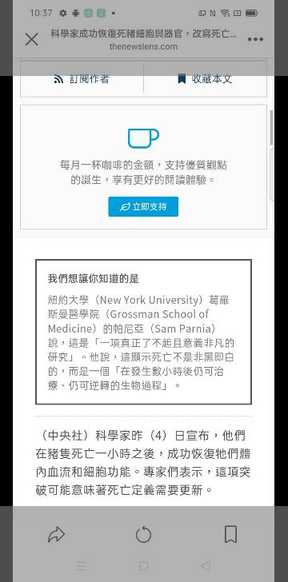 10:37
科學家成功恢復死豬細胞與器官，改寫死亡...
thenewslens.com
訂閱作者
收藏本文
每月一杯咖啡的金額，支持優質觀點
的誕生，享有更好的閱讀體驗。
立即支持
我們想讓你知道的是
紐約大學（New York University）葛羅
斯曼醫學院（Grossman School of
Medicine）的帕尼亞（Sam Parnia）
說，這是「一項真正了不起且意義非凡的
研究」。他說，這顯示死亡不是非黑即白
的，而是一個「在發生數小時後仍可治
療、仍可逆轉的生物過程」。
（中央社）科學家昨（4）日宣布，他們
在豬隻死亡一小時之後，成功恢復牠們體
內血流和細胞功能。專家們表示，這項突
破可能意味著死亡定義需要更新。